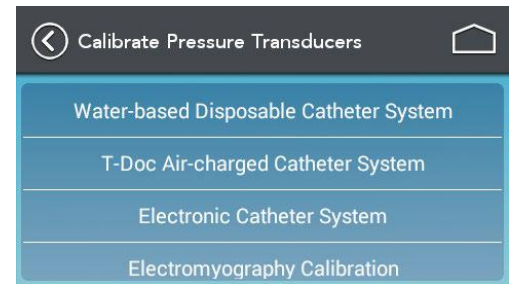 Calibrate Pressure Transducers
Water-based Disposable Catheter System
T-Doc Air-charged Catheter System
Electronic Catheter System
Electromyography Calibration